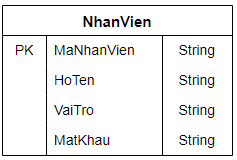 NhanVien
PK MaNhanVien String
HoTen String
VaiTro String
MatKhau String